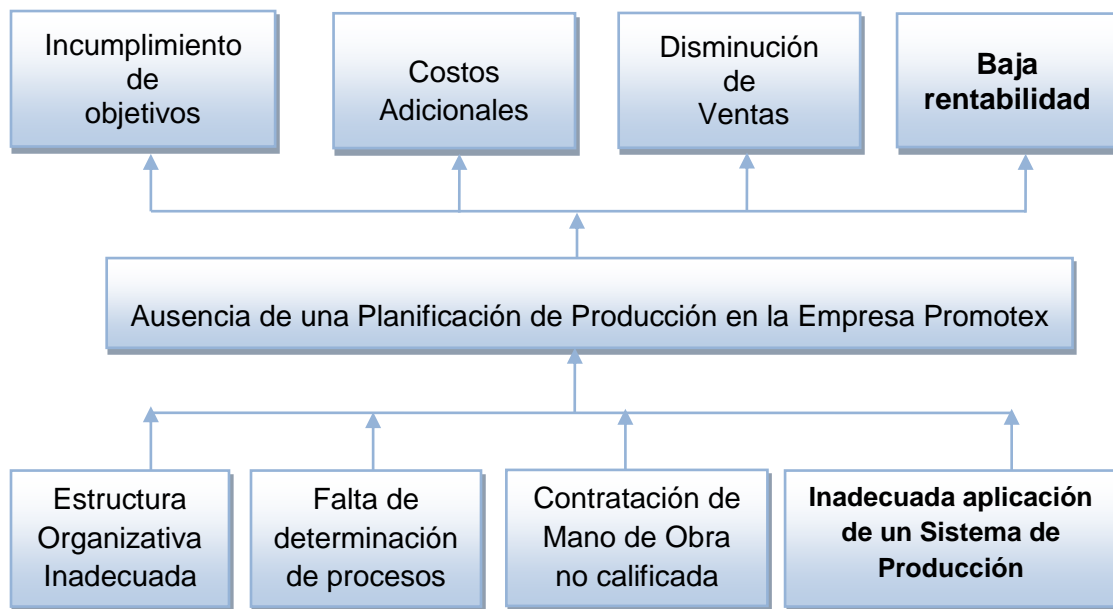 Incumplimiento
de
objetivos
Costos
Adicionales
Disminución
de
Ventas
Baja
rentabilidad
Ausencia de una Planificación de Producción en la Empresa Promotex
Estructura
Organizativa
Inadecuada
Falta de
determinación
de procesos
Contratación de
Mano de Obra
no calificada
Inadecuada aplicación
de un Sistema de
Producción